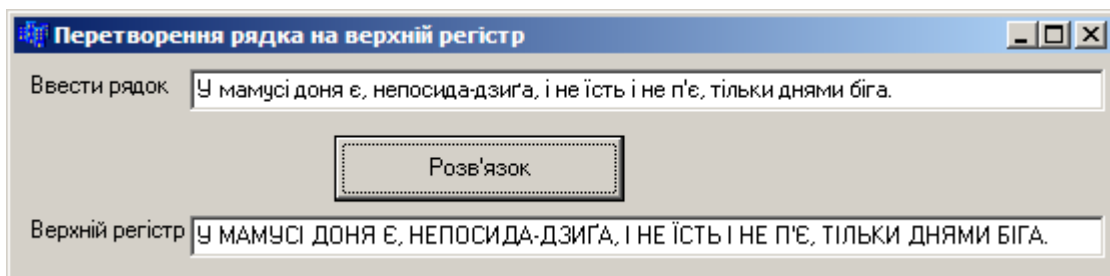 Перетворення рядка на верхній регістр
Ввести рядок У мамусі доня є, непосида-дзиґа, і не їсть і не п'є, тільки днями біга.
Розв'язок
Верхній регістр У МАМУСІ ДОНЯ Є, НЕПОСИДА-ДЗИҐА, І НЕ ЇСТЬ І НЕ П'Є, ТІЛЬКИ ДНЯМИ БІГА.